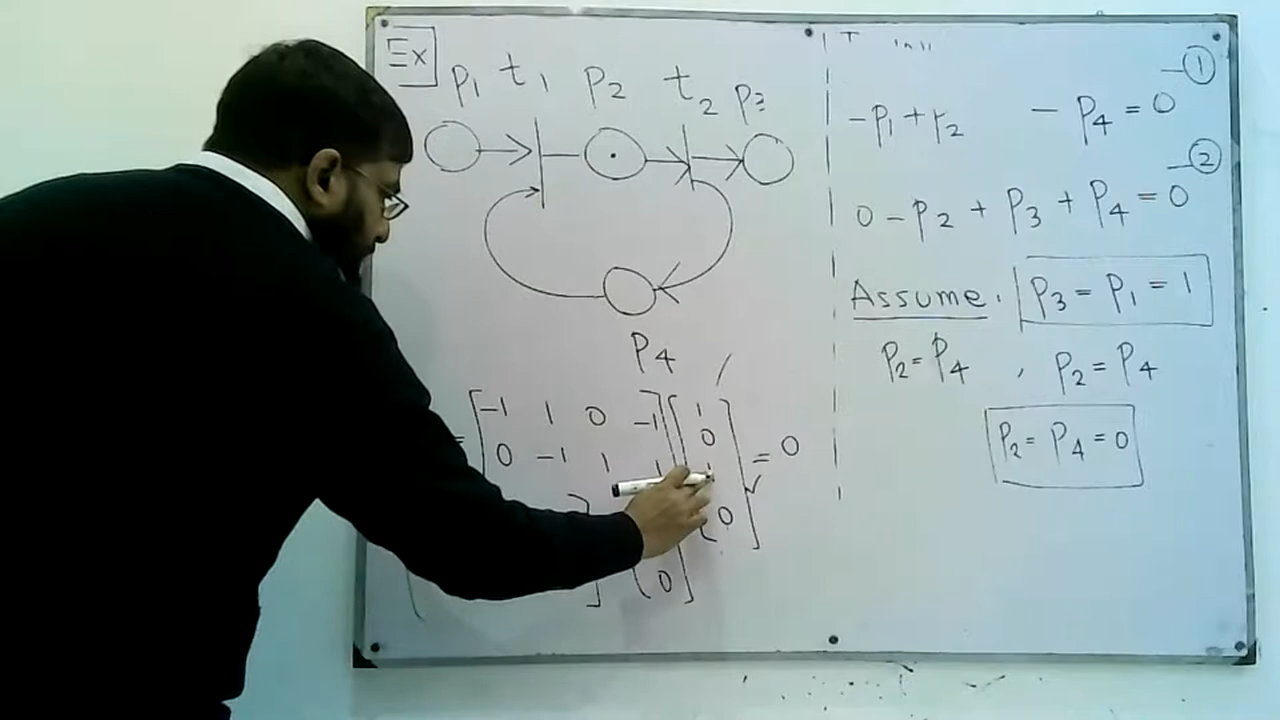 Ex
p1 t1 p2 t2 p3
P4
= [ -1 1 0 -1
0 -1 1 1 ] [ 1 0 1 0 ] = 0 ✓
0
①
-p1 + p2 - p4 = 0
②
0 - p2 + p3 + p4 = 0
Assume. p3 = p1 = 1
p2 = p4 , p2 = p4
p2 = p4 = 0